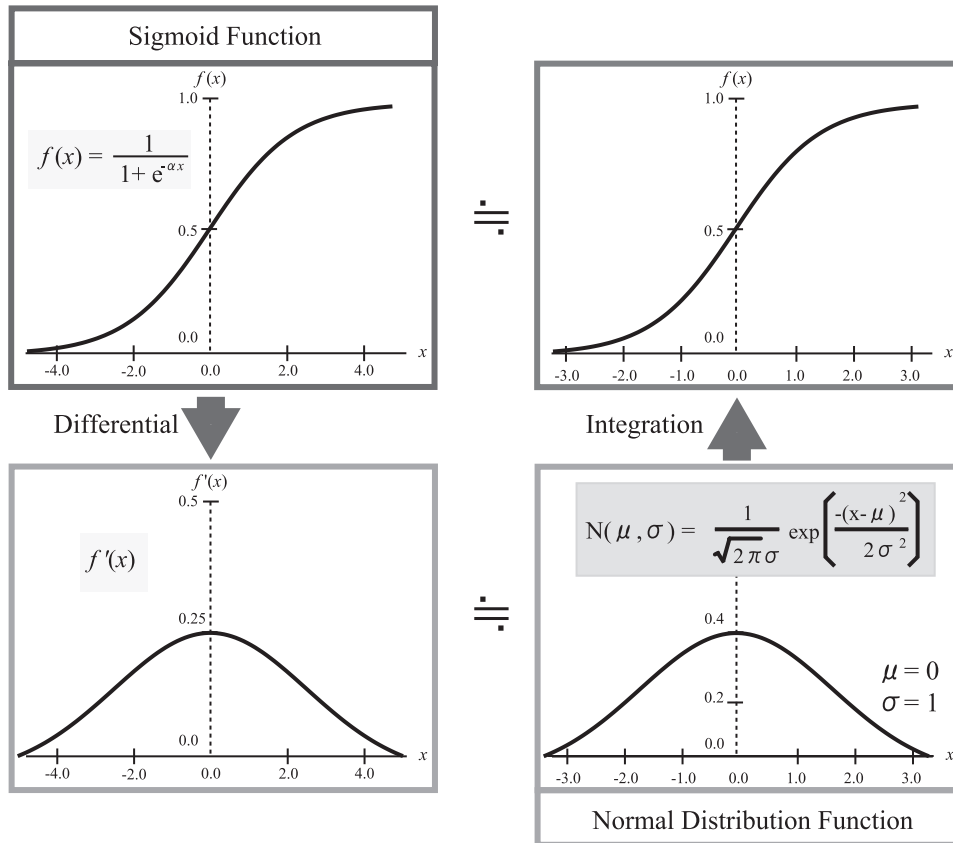 Sigmoid Function
f(x)
1.0
f(x) = 1 / 1+ e^-αx
0.5
0.0
x
-4.0 -2.0 0.0 2.0 4.0
≒
f(x)
1.0
0.5
0.0
x
-3.0 -2.0 -1.0 0.0 1.0 2.0 3.0
Differential
Integration
f'(x)
0.5
f'(x)
0.25
0.0
x
-4.0 -2.0 0.0 2.0 4.0
≒
N(μ,σ) = 1 / √2πσ exp(-(x-μ)^2 / 2σ^2)
0.4
μ = 0
σ = 1
0.2
0.0
x
-3.0 -2.0 -1.0 0.0 1.0 2.0 3.0
Normal Distribution Function